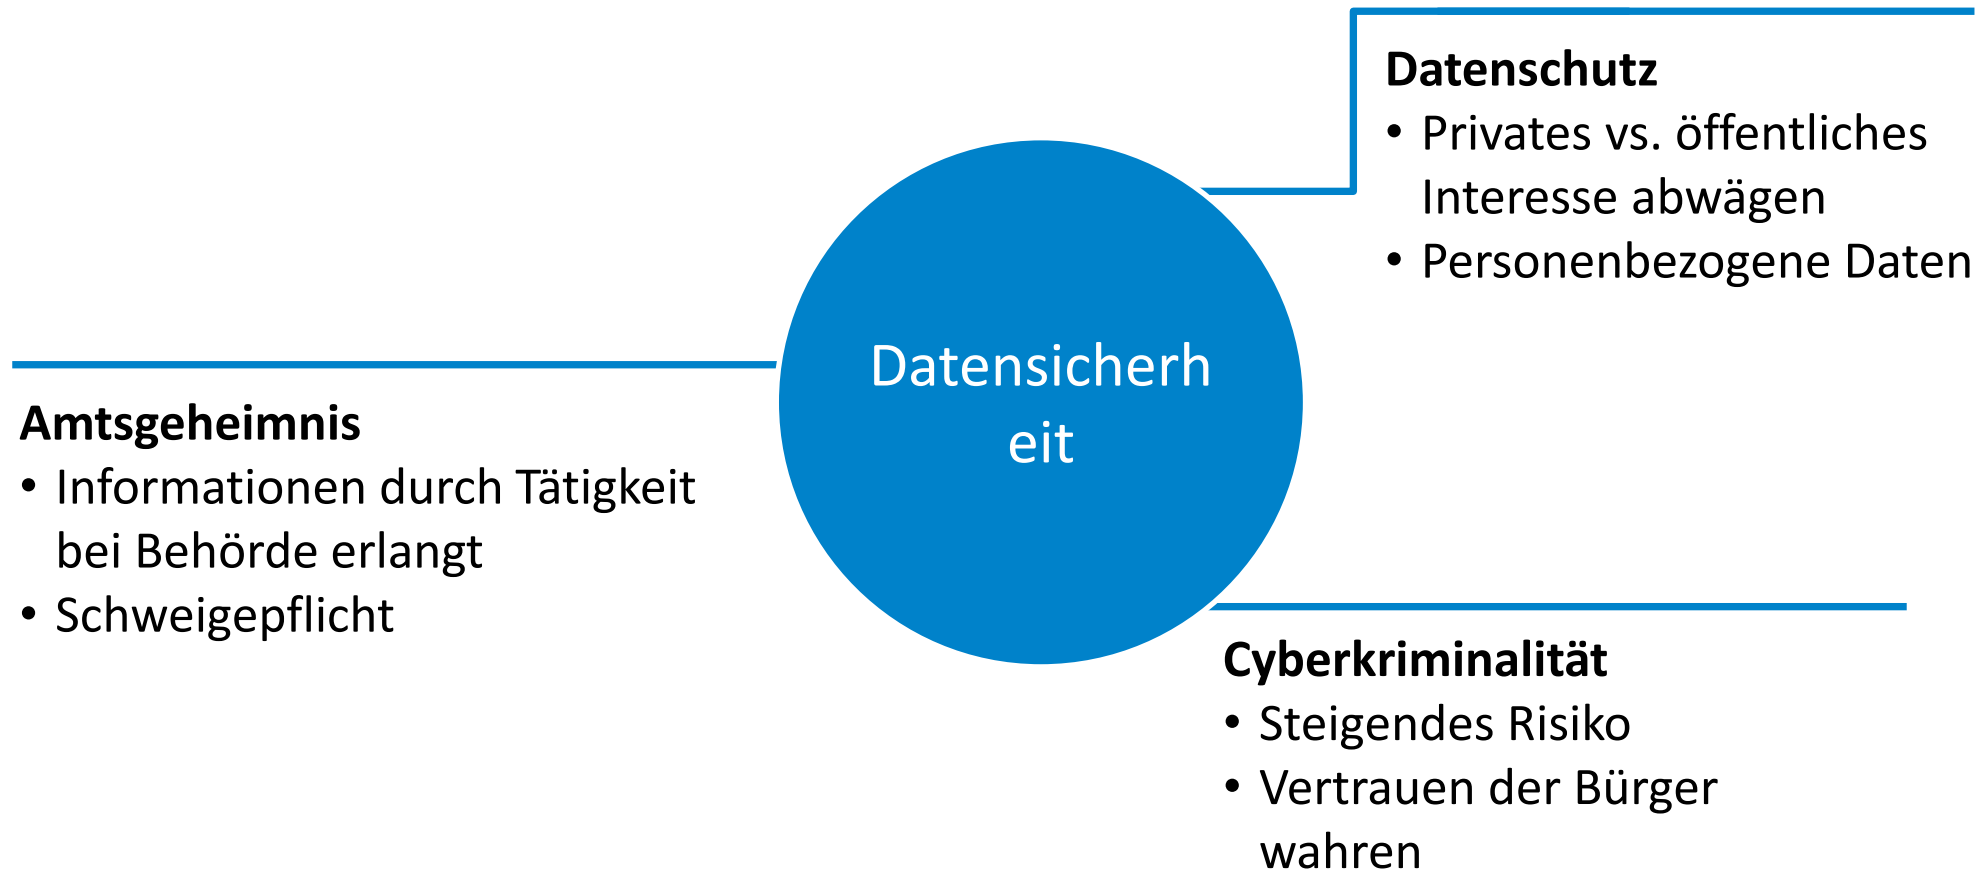 Datenschutz
• Privates vs. öffentliches
Interesse abwägen
• Personenbezogene Daten
Datensicherh
eit
Amtsgeheimnis
• Informationen durch Tätigkeit
bei Behörde erlangt
• Schweigepflicht
Cyberkriminalität
• Steigendes Risiko
• Vertrauen der Bürger
wahren